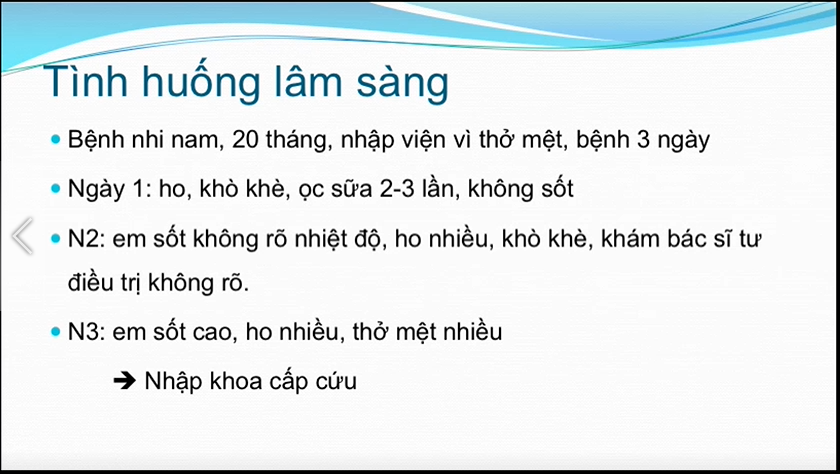 Tình huống lâm sàng
• Bệnh nhi nam, 20 tháng, nhập viện vì thở mệt, bệnh 3 ngày
• Ngày 1: ho, khò khè, ọc sữa 2-3 lần, không sốt
• N2: em sốt không rõ nhiệt độ, ho nhiều, khò khè, khám bác sĩ tư
điều trị không rõ.
• N3: em sốt cao, ho nhiều, thở mệt nhiều
➔ Nhập khoa cấp cứu